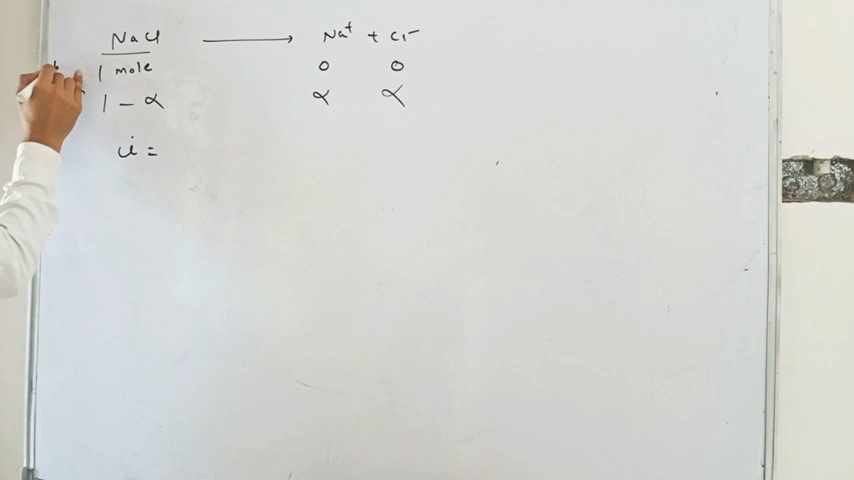 NaCl ⟶ Na⁺ + Cl⁻
1 mole 0 0
1 - α α α
i =